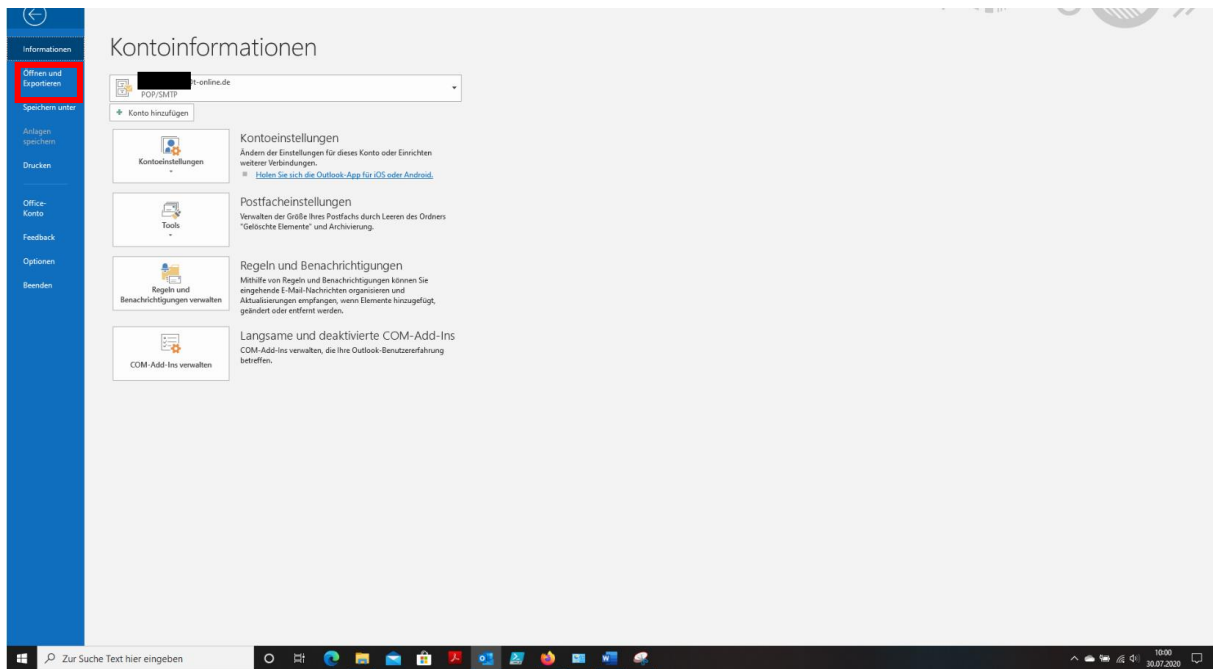 Informationen
Öffnen und
Exportieren
Speichern unter
Anlagen
speichern
Drucken
Office-
Konto
Feedback
Optionen
Beenden
Kontoinformationen
t-online.de
POP/SMTP
Konto hinzufügen
Kontoeinstellungen
Kontoeinstellungen
Ändern der Einstellungen für dieses Konto oder Einrichten
weiterer Verbindungen.
Holen Sie sich die Outlook-App für iOS oder Android.
Tools
Postfacheinstellungen
Verwalten der Größe Ihres Postfachs durch Leeren des Ordners
"Gelöschte Elemente" und Archivierung.
Regeln und
Benachrichtigungen verwalten
Regeln und Benachrichtigungen
Mithilfe von Regeln und Benachrichtigungen können Sie
eingehende E-Mail-Nachrichten organisieren und
Aktualisierungen empfangen, wenn Elemente hinzugefügt,
geändert oder entfernt werden.
COM-Add-Ins verwalten
Langsame und deaktivierte COM-Add-Ins
COM-Add-Ins verwalten, die Ihre Outlook-Benutzererfahrung
betreffen.
Zur Suche Text hier eingeben
10:00
30.07.2020